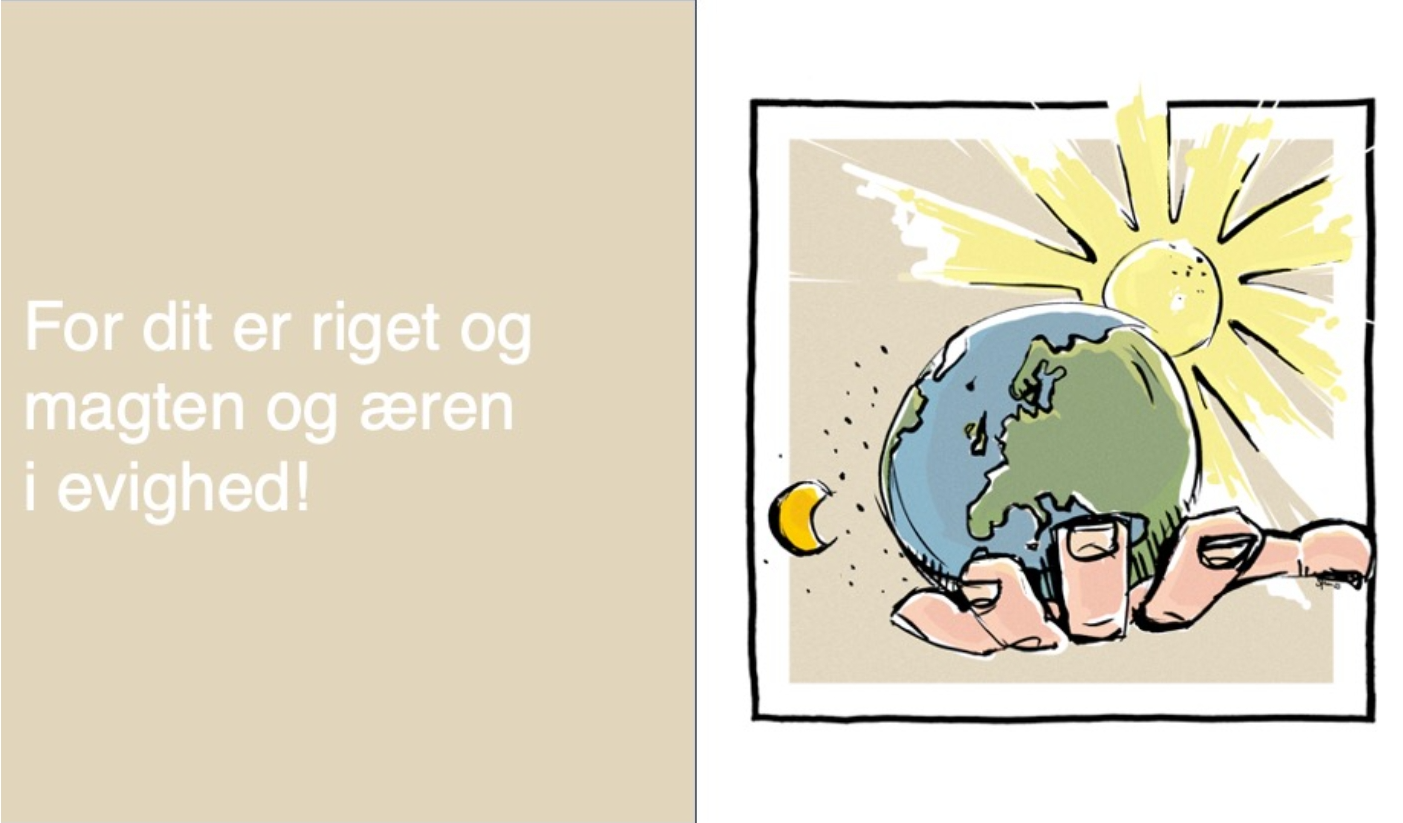 For dit er riget og
magten og æren
i evighed!